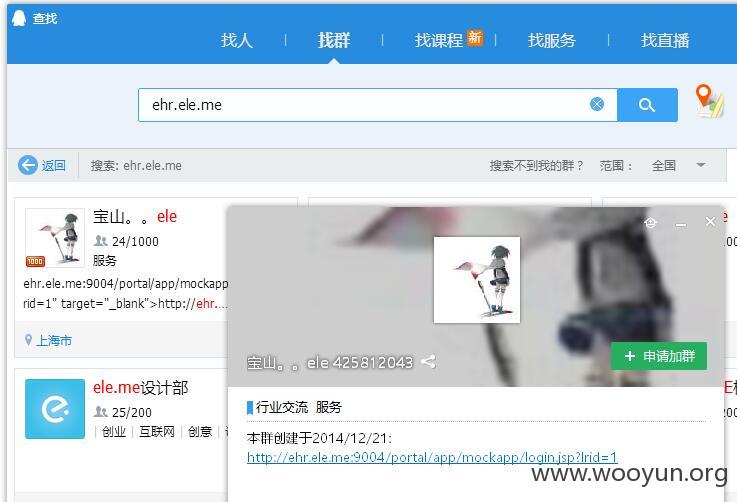 查找
找人 | 找群 | 找课程 新 | 找服务 | 找直播
ehr.ele.me
返回 搜索: ehr.ele.me 搜索不到我的群？ 范围： 全国
宝山。。ele
24/1000
服务
1000
ehr.ele.me:9004/portal/app/mockapp
rid=1" target="_blank">http://ehr....
上海市
宝山。。ele 425812043
+ 申请加群
ele.me设计部
25/200
| 创业 | 互联网 | 创意 |
行业交流 服务
本群创建于2014/12/21:
http://ehr.ele.me:9004/portal/app/mockapp/login.jsp?lrid=1
www.wooyun.org